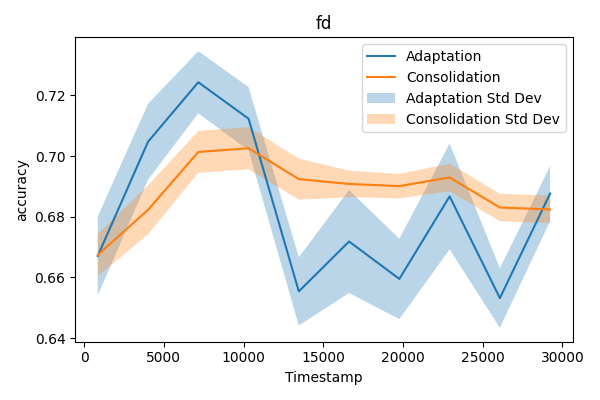 fd
Adaptation
Consolidation
Adaptation Std Dev
Consolidation Std Dev
accuracy
0.72
0.70
0.68
0.66
0.64
0 5000 10000 15000 20000 25000 30000
Timestamp